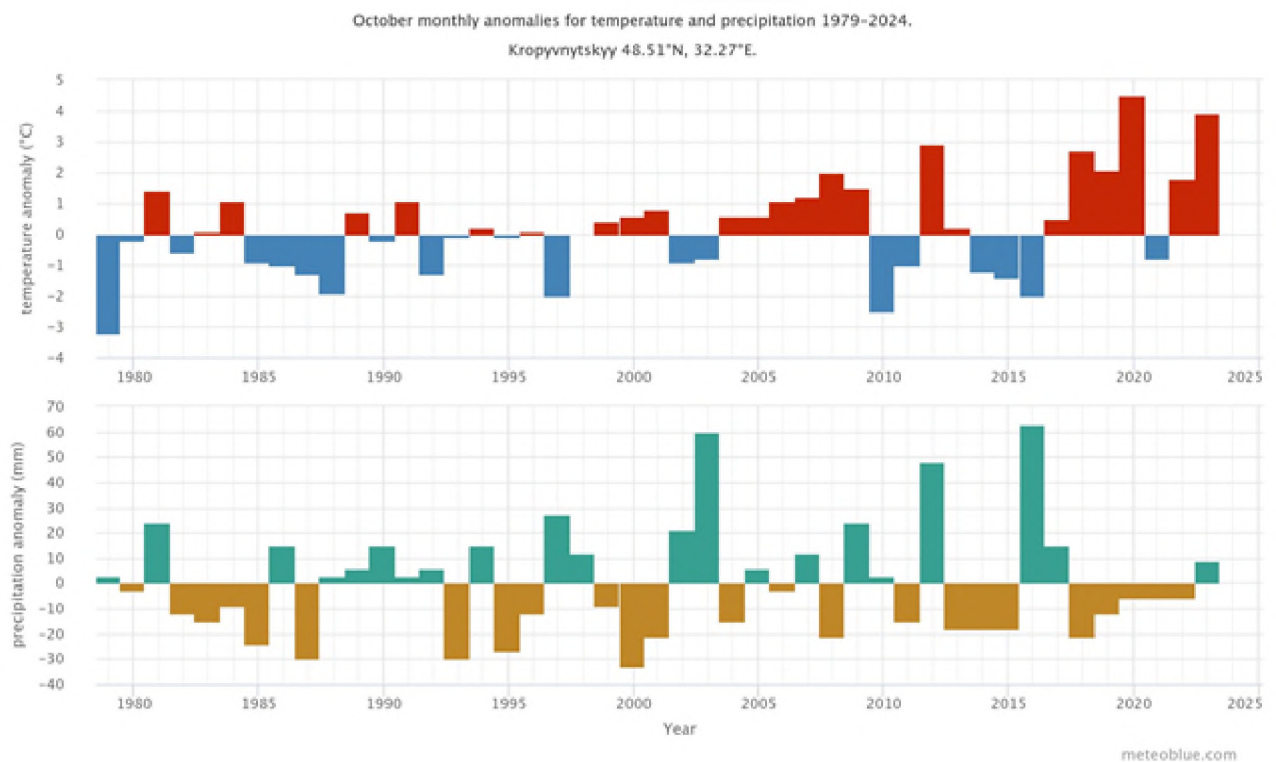 October monthly anomalies for temperature and precipitation 1979-2024.
Kropyvnytskyy 48.51°N, 32.27°E.
temperature anomaly (°C)
5
4
3
2
1
0
-1
-2
-3
-4
1980 1985 1990 1995 2000 2005 2010 2015 2020 2025
precipitation anomaly (mm)
70
60
50
40
30
20
10
0
-10
-20
-30
-40
1980 1985 1990 1995 2000 2005 2010 2015 2020 2025
Year
meteoblue.com